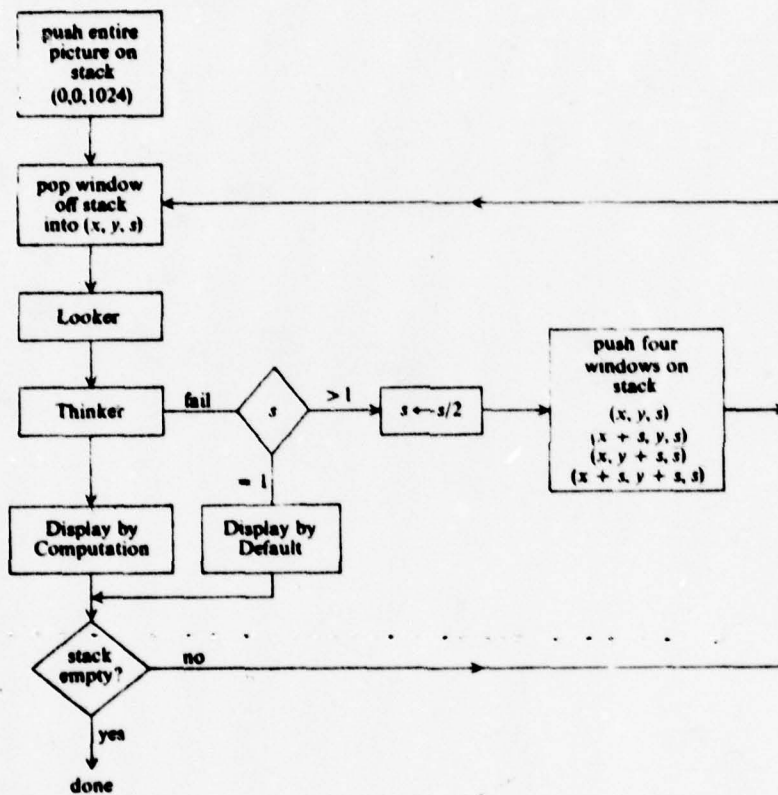 push entire
picture on
stack
(0,0,1024)
pop window
off stack
into (x, y, s)
Looker
Thinker
fail
s
> 1
s ← s/2
push four
windows on
stack
(x, y, s)
(x + s, y, s)
(x, y + s, s)
(x + s, y + s, s)
= 1
Display by
Computation
Display by
Default
stack
empty?
no
yes
done